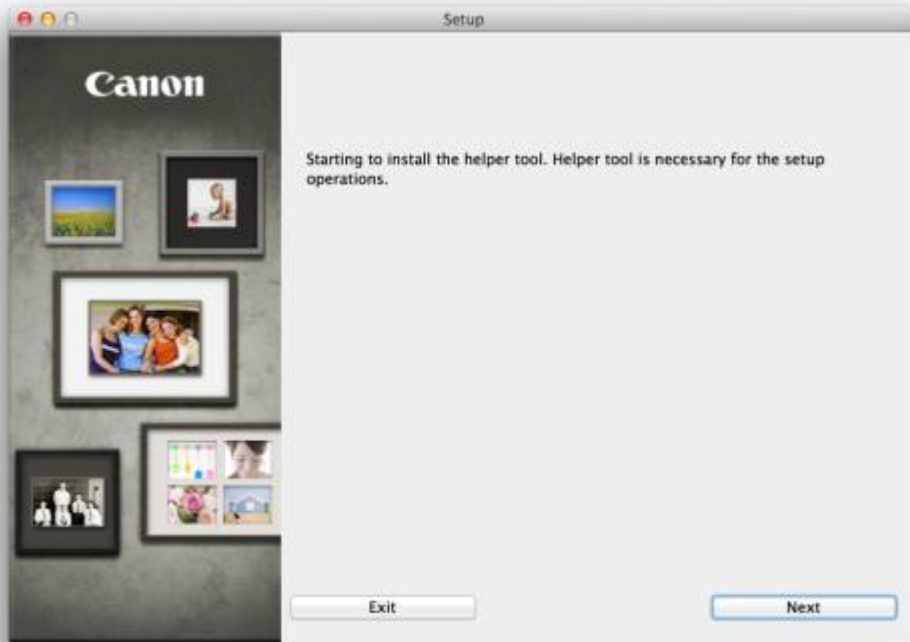 Setup
Canon
Starting to install the helper tool. Helper tool is necessary for the setup
operations.
Exit
Next